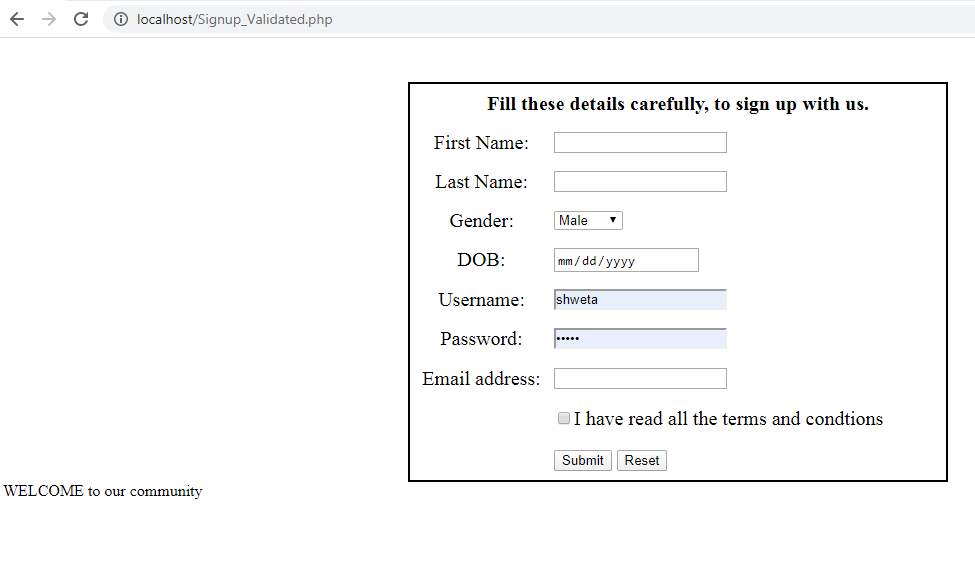 localhost/Signup_Validated.php
Fill these details carefully, to sign up with us.
First Name:
Last Name:
Gender: Male
DOB: mm/dd/yyyy
Username: shweta
Password: •••••
Email address:
I have read all the terms and condtions
Submit Reset
WELCOME to our community